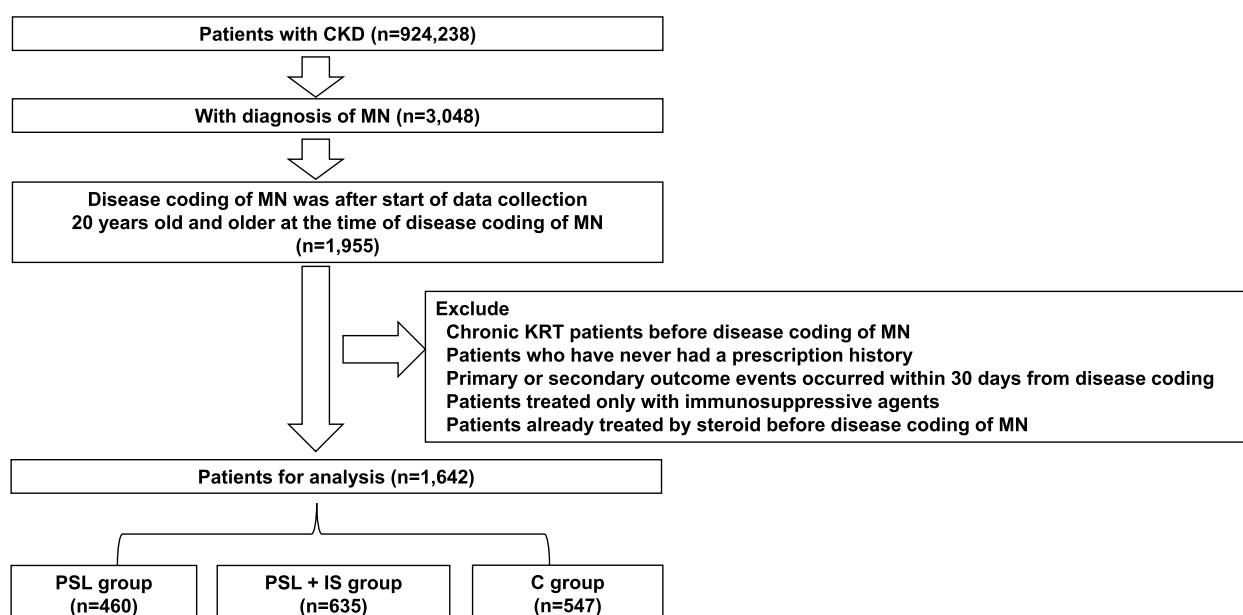 Patients with CKD (n=924,238)
With diagnosis of MN (n=3,048)
Disease coding of MN was after start of data collection
20 years old and older at the time of disease coding of MN
(n=1,955)
Exclude
Chronic KRT patients before disease coding of MN
Patients who have never had a prescription history
Primary or secondary outcome events occurred within 30 days from disease coding
Patients treated only with immunosuppressive agents
Patients already treated by steroid before disease coding of MN
Patients for analysis (n=1,642)
PSL group
(n=460)
PSL + IS group
(n=635)
C group
(n=547)